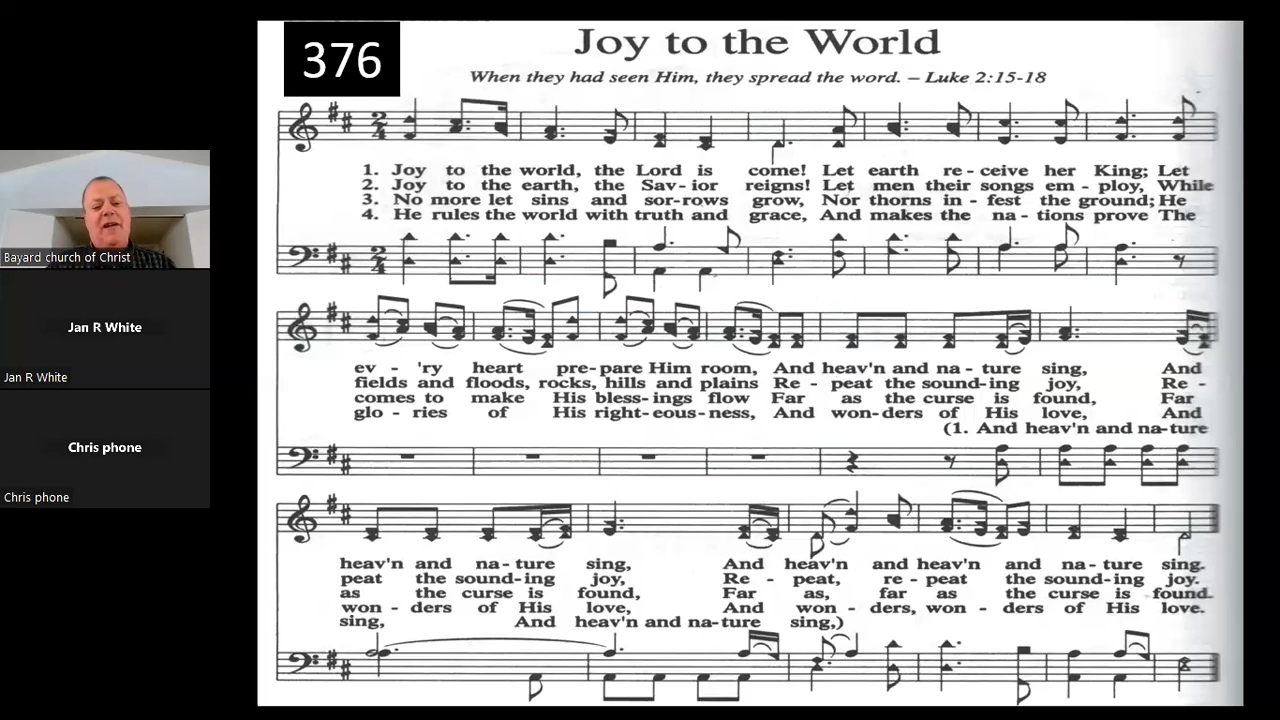 376
Joy to the World
When they had seen Him, they spread the word. – Luke 2:15-18
1. Joy to the world, the Lord is come! Let earth re - ceive her King; Let
2. Joy to the earth, the Sav - ior reigns! Let men their songs em - ploy, While
3. No more let sins and sor - rows grow, Nor thorns in - fest the ground; He
4. He rules the world with truth and grace, And makes the na - tions prove The
ev - 'ry heart pre - pare Him room, And heav'n and na - ture sing, And
fields and floods, rocks, hills and plains Re - peat the sound - ing joy, Re -
comes to make His bless - ings flow Far as the curse is found, Far
glo - ries of His right - eous - ness, And won - ders of His love, And
(1. And heav'n and na - ture
heav'n and na - ture sing, And heav'n and heav'n and na - ture sing.
peat the sound - ing joy, Re - peat, re - peat the sound - ing joy.
as the curse is found, Far as, far as the curse is found.
won - ders of His love, And won - ders, won - ders of His love.
sing, And heav'n and na - ture sing,)
Bayard church of Christ
Jan R White
Jan R White
Chris phone
Chris phone